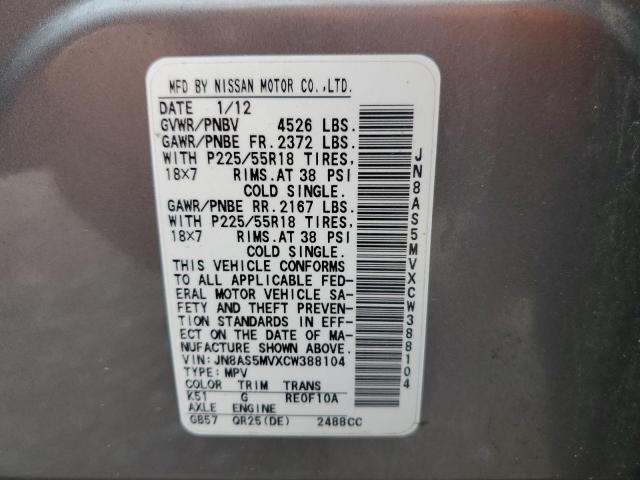 MFD BY NISSAN MOTOR CO.,LTD.
DATE 1/12
GVWR/PNBV 4526 LBS.
GAWR/PNBE FR. 2372 LBS.
WITH P225/55R18 TIRES,
18X7 RIMS.AT 38 PSI
COLD SINGLE.
GAWR/PNBE RR. 2167 LBS.
WITH P225/55R18 TIRES,
18X7 RIMS.AT 38 PSI
COLD SINGLE.
THIS VEHICLE CONFORMS
TO ALL APPLICABLE FED-
ERAL MOTOR VEHICLE SA-
FETY AND THEFT PREVEN-
TION STANDARDS IN EFF-
ECT ON THE DATE OF MA-
NUFACTURE SHOWN ABOVE.
VIN: JN8AS5MVXCW388104
TYPE: MPV
COLOR TRIM TRANS
K51 G RE0F10A
AXLE ENGINE
GB57 QR25(DE) 2488CC
JN8AS5MVXCW388104